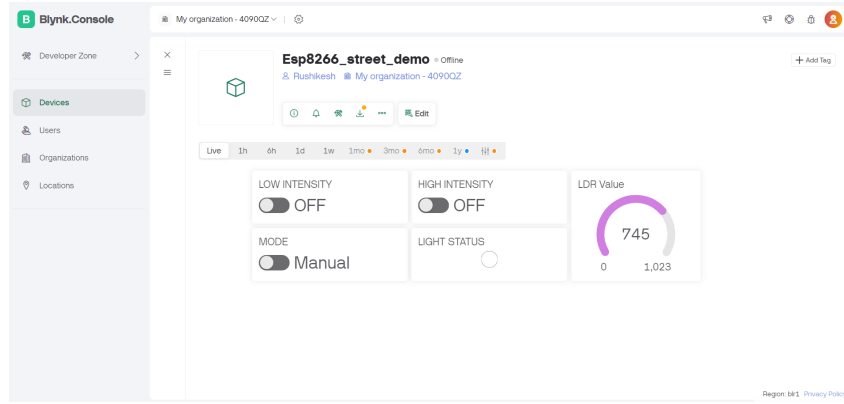 B Blynk.Console
My organization - 4090QZ
Developer Zone
Devices
Users
Organizations
Locations
Esp8266_street_demo Offline
Rushikesh My organization - 4090QZ
Add Tag
Edit
Live 1h 6h 1d 1w 1mo 3mo 6mo 1y
LOW INTENSITY
OFF
HIGH INTENSITY
OFF
MODE
Manual
LIGHT STATUS
LDR Value
745
0 1,023
Region: blr1 Privacy Polic